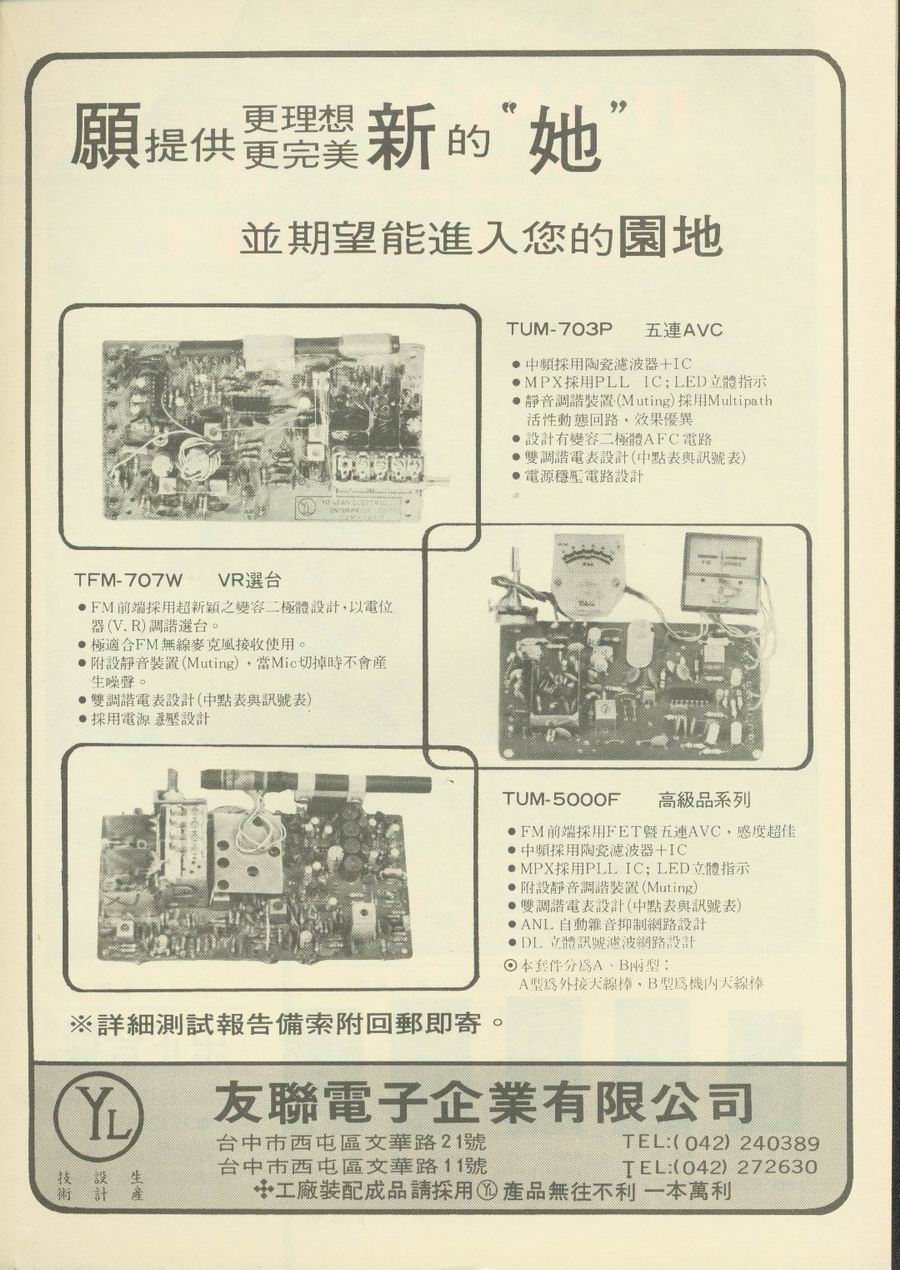 願提供更理想更完美新的“她”
並期望能進入您的園地
TUM-703P 五連AVC
●中頻採用陶瓷濾波器＋IC
●MPX採用PLL IC；LED立體指示
●靜音調諧裝置(Muting)採用Multipath
活性動態回路，效果優異
●設計有變容二極體AFC電路
●雙調諧電表設計(中點表與訊號表)
●電源穩壓電路設計
TFM-707W VR選台
●FM前端採用超新穎之變容二極體設計，以電位
器(V.R)調諧選台。
●極適合FM無線麥克風接收使用。
●附設靜音裝置(Muting)，當Mic切掉時不會產
生噪聲。
●雙調諧電表設計(中點表與訊號表)
●採用電源穩壓設計
TUM-5000F 高級品系列
●FM前端採用FET暨五連AVC，感度超佳
●中頻採用陶瓷濾波器＋IC
●MPX採用PLL IC；LED立體指示
●附設靜音調諧裝置(Muting)
●雙調諧電表設計(中點表與訊號表)
●ANL 自動雜音抑制網路設計
●DL 立體訊號濾波網路設計
⊙本套件分爲A、B兩型：
A型爲外接天線棒，B型爲機內天線棒
※詳細測試報告備索附回郵即寄。
YL
技術 設計 生產
友聯電子企業有限公司
台中市西屯區文華路21號 TEL:(042) 240389
台中市西屯區文華路11號 TEL:(042) 272630
✣工廠裝配成品請採用YL產品無往不利 一本萬利